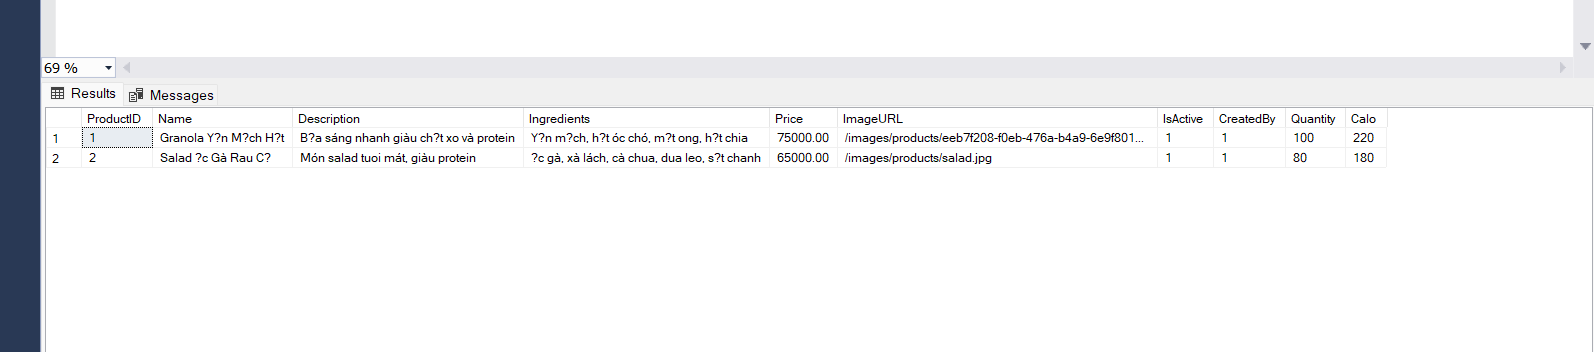 69 %
Results Messages
ProductID Name Description Ingredients Price ImageURL IsActive CreatedBy Quantity Calo
1 1 Granola Y?n M?ch H?t B?a sáng nhanh giàu ch?t xo và protein Y?n m?ch, h?t óc chó, m?t ong, h?t chia 75000.00 /images/products/eeb7f208-f0eb-476a-b4a9-6e9f801... 1 1 100 220
2 2 Salad ?c Gà Rau C? Món salad tuoi mát, giàu protein ?c gà, xà lách, cà chua, dua leo, s?t chanh 65000.00 /images/products/salad.jpg 1 1 80 180